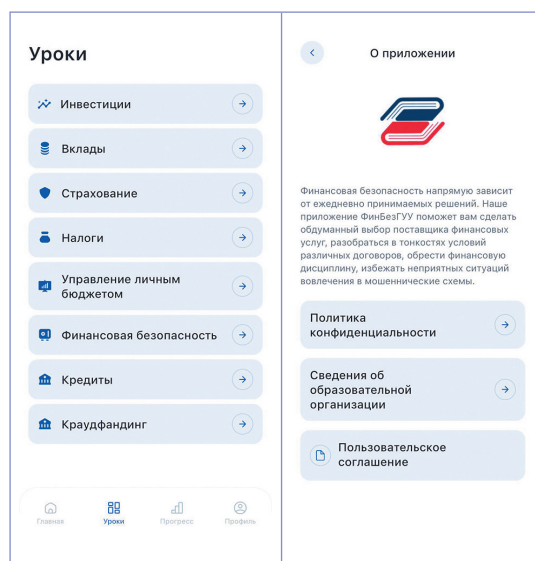 Уроки
Инвестиции
Вклады
Страхование
Налоги
Управление личным
бюджетом
Финансовая безопасность
Кредиты
Краудфандинг
Главная
Уроки
Прогресс
Профиль
О приложении
Финансовая безопасность напрямую зависит
от ежедневно принимаемых решений. Наше
приложение ФинБезГУУ поможет вам сделать
обдуманный выбор поставщика финансовых
услуг, разобраться в тонкостях условий
различных договоров, обрести финансовую
дисциплину, избежать неприятных ситуаций
вовлечения в мошеннические схемы.
Политика
конфиденциальности
Сведения об
образовательной
организации
Пользовательское
соглашение